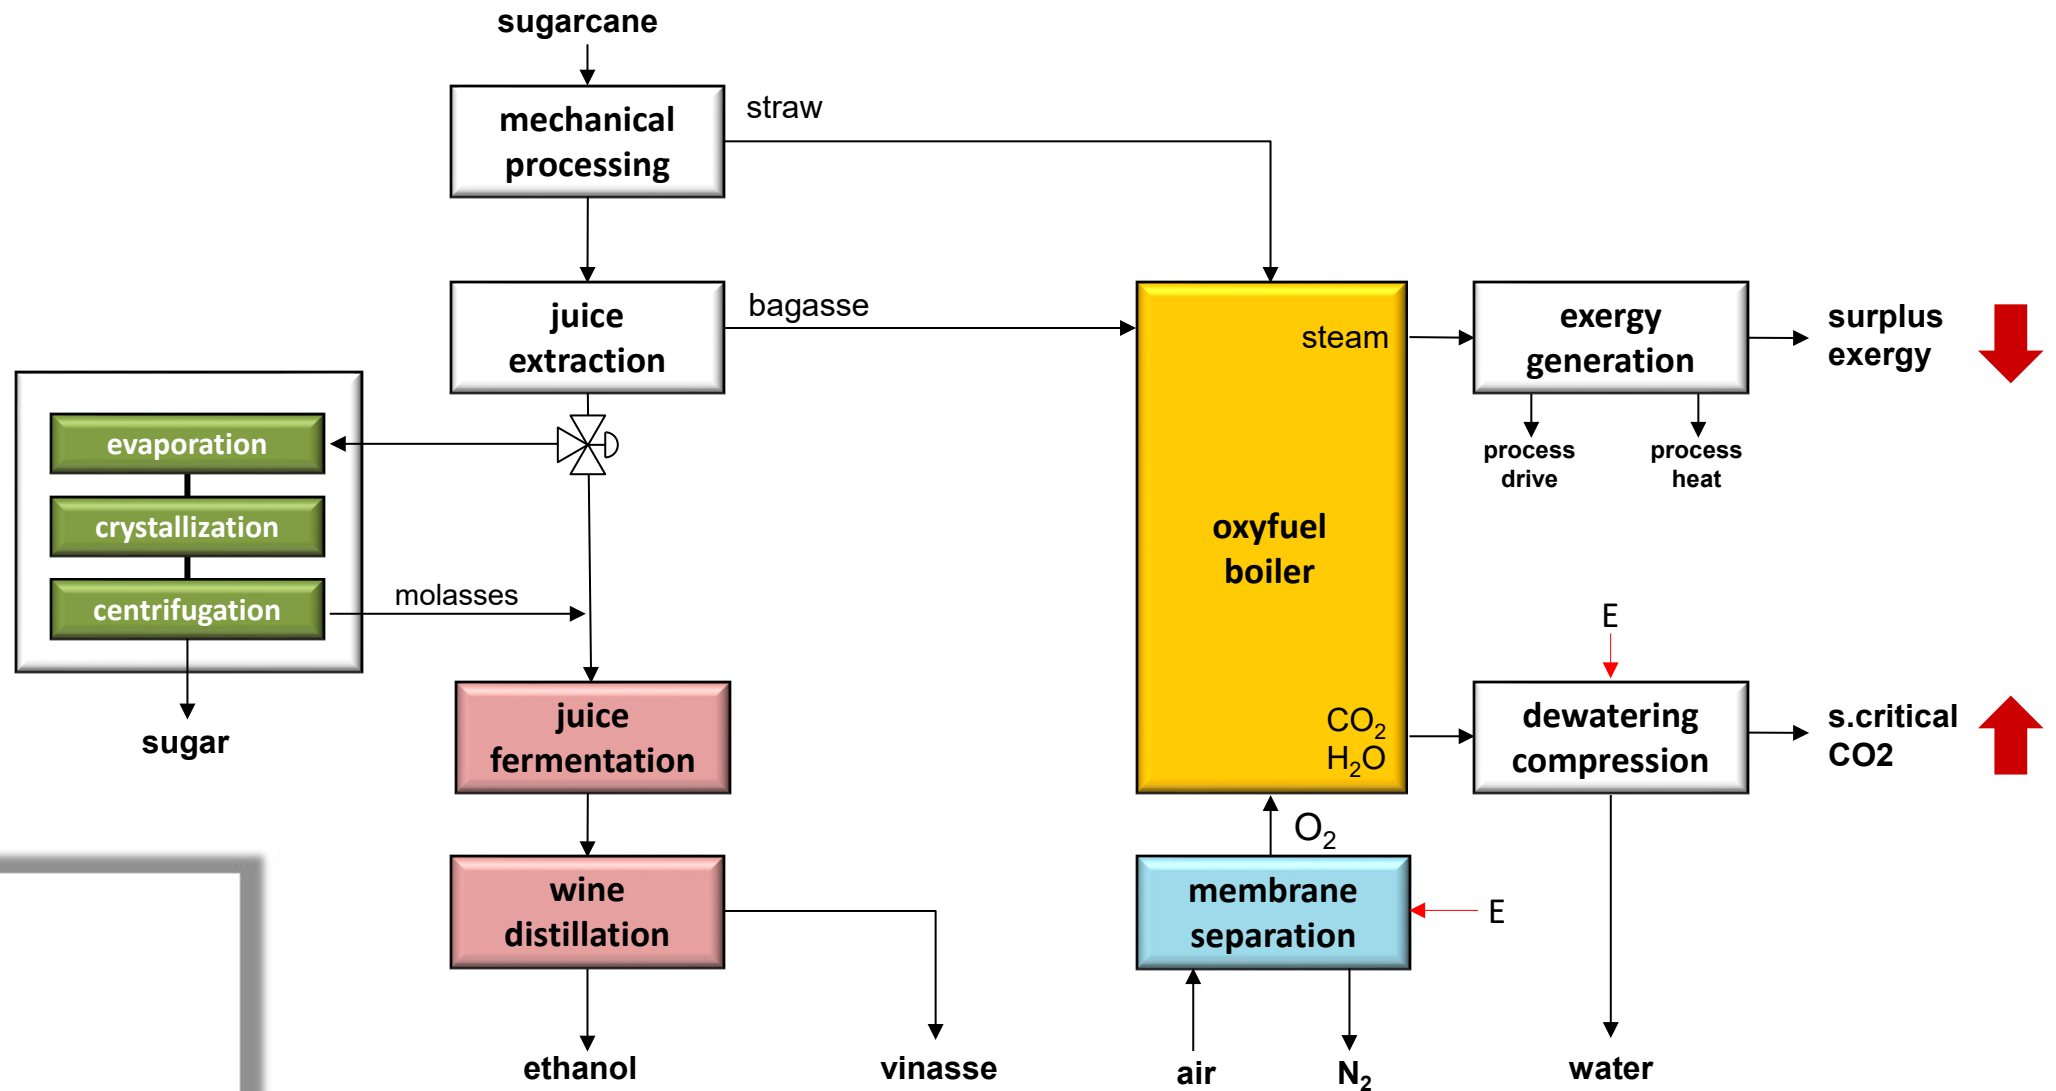 sugarcane
mechanical
processing
straw
juice
extraction
bagasse
steam
exergy
generation
surplus
exergy
process
drive
process
heat
evaporation
crystallization
centrifugation
molasses
sugar
oxyfuel
boiler
juice
fermentation
CO₂
H₂O
E
dewatering
compression
s.critical
CO2
O₂
wine
distillation
membrane
separation
E
ethanol
vinasse
air
N₂
water